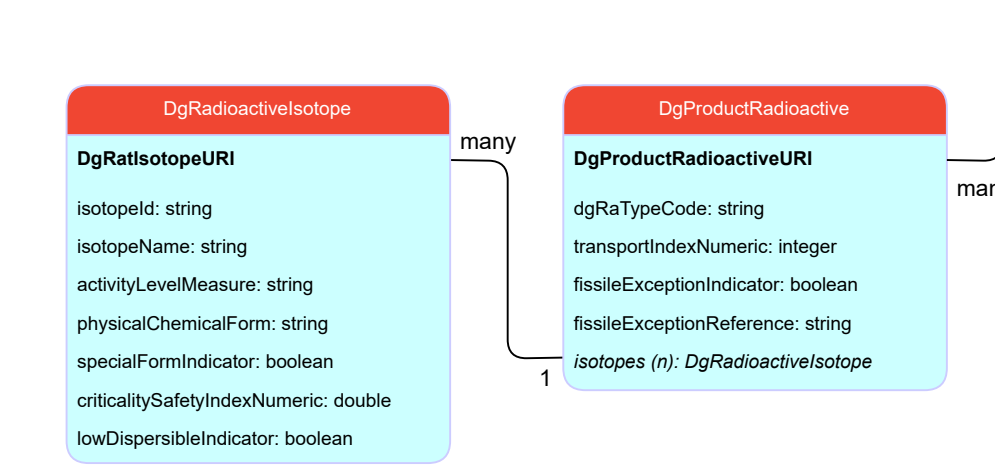 DgRadioactiveIsotope
DgRatIsotopeURI
isotopeId: string
isotopeName: string
activityLevelMeasure: string
physicalChemicalForm: string
specialFormIndicator: boolean
criticalitySafetyIndexNumeric: double
lowDispersibleIndicator: boolean
many
1
DgProductRadioactive
DgProductRadioactiveURI
dgRaTypeCode: string
transportIndexNumeric: integer
fissileExceptionIndicator: boolean
fissileExceptionReference: string
isotopes (n): DgRadioactiveIsotope